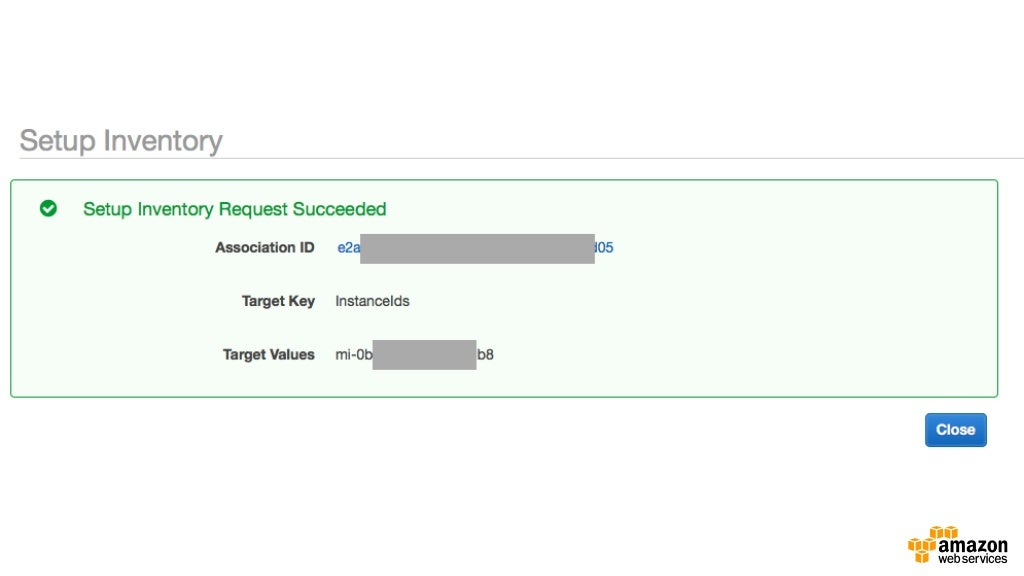 Setup Inventory
Setup Inventory Request Succeeded
Association ID e2a d05
Target Key InstanceIds
Target Values mi-0b b8
Close
amazon
web services